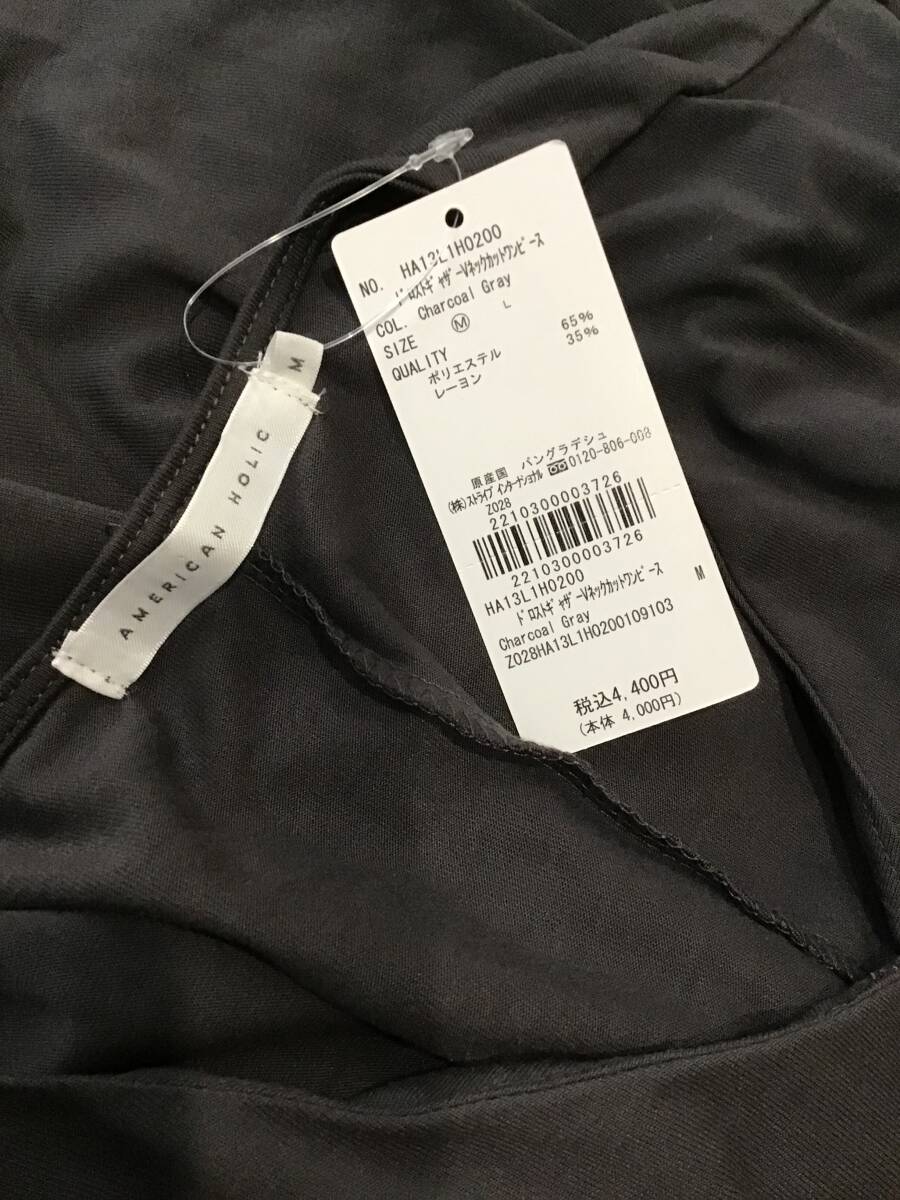 NO. HA13L1H0200
ﾄﾞﾛｽﾄｷﾞｬｻﾞｰVﾈｯｸｶｯﾄﾜﾝﾋﾟｰｽ
COL. Charcoal Gray
SIZE Ⓜ L
QUALITY
ポリエステル 65%
レーヨン 35%
原産国 バングラデシュ
(株)ｽﾄﾗｲﾌﾟ ｲﾝﾀｰﾅｼｮﾅﾙ 0120-806-008
Z028
2210300003726
2210300003726
HA13L1H0200
ﾄﾞﾛｽﾄｷﾞｬｻﾞｰVﾈｯｸｶｯﾄﾜﾝﾋﾟｰｽ
Charcoal Gray M
Z028HA13L1H0200109103
税込4,400円
(本体 4,000円)
M
AMERICAN HOLIC